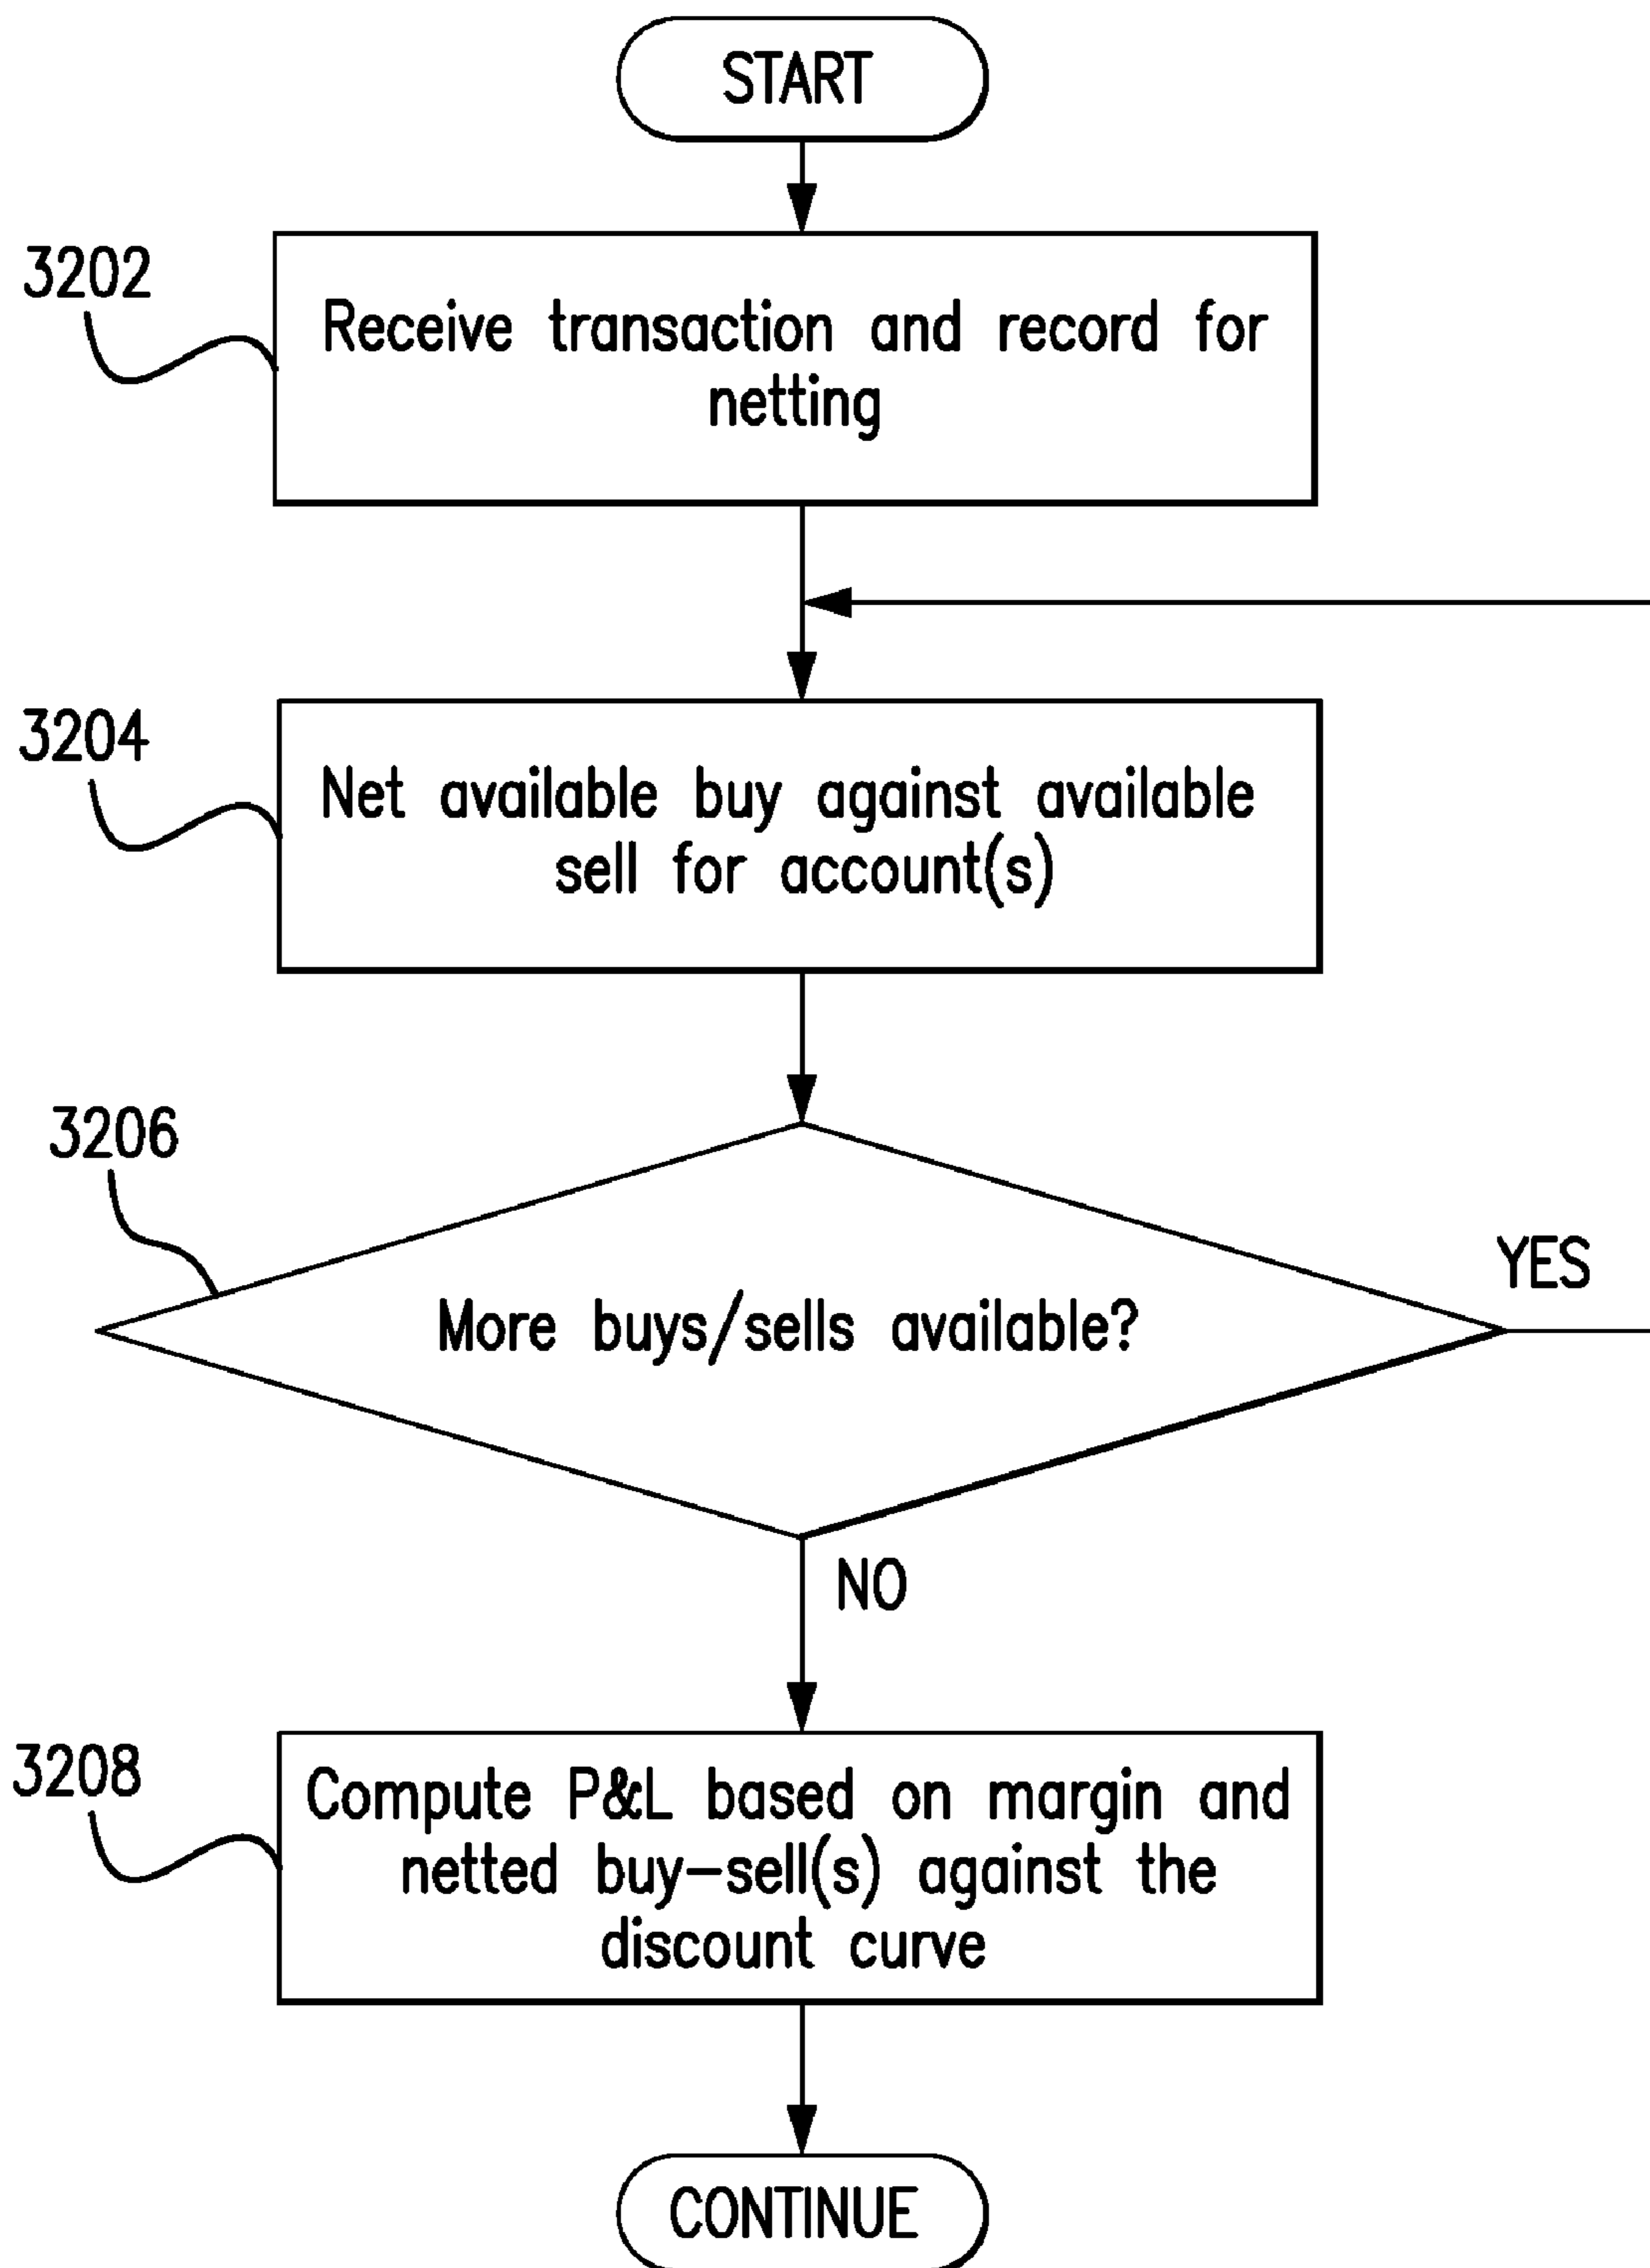 START
3202
Receive transaction and record for
netting
3204
Net available buy against available
sell for account(s)
3206
More buys/sells available?
YES
NO
3208
Compute P&L based on margin and
netted buy-sell(s) against the
discount curve
CONTINUE